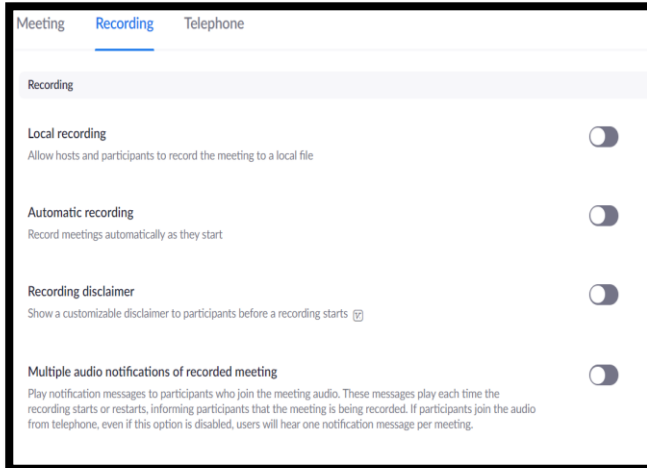 Meeting Recording Telephone
Recording
Local recording
Allow hosts and participants to record the meeting to a local file
Automatic recording
Record meetings automatically as they start
Recording disclaimer
Show a customizable disclaimer to participants before a recording starts
Multiple audio notifications of recorded meeting
Play notification messages to participants who join the meeting audio. These messages play each time the
recording starts or restarts, informing participants that the meeting is being recorded. If participants join the audio
from telephone, even if this option is disabled, users will hear one notification message per meeting.